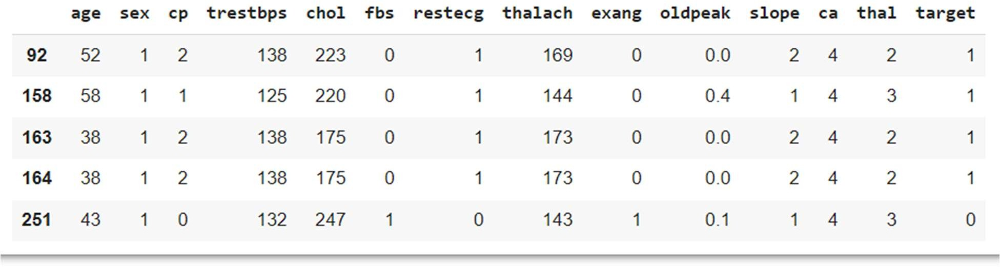 age sex cp trestbps chol fbs restecg thalach exang oldpeak slope ca thal target
92 52 1 2 138 223 0 1 169 0 0.0 2 4 2 1
158 58 1 1 125 220 0 1 144 0 0.4 1 4 3 1
163 38 1 2 138 175 0 1 173 0 0.0 2 4 2 1
164 38 1 2 138 175 0 1 173 0 0.0 2 4 2 1
251 43 1 0 132 247 1 0 143 1 0.1 1 4 3 0